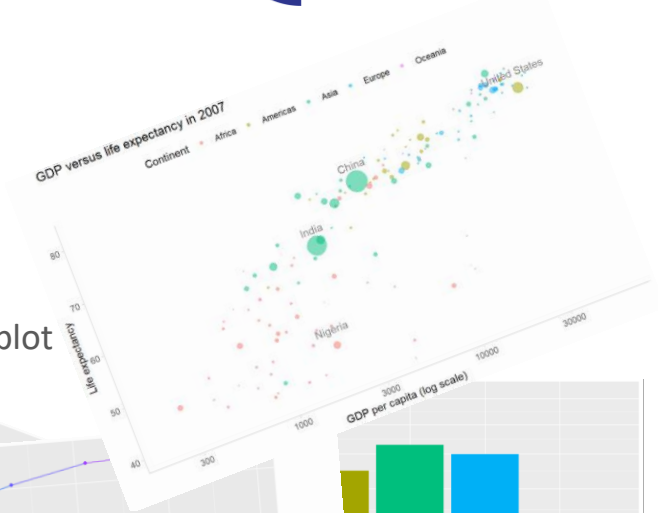 GDP versus life expectancy in 2007
Continent Africa Americas Asia Europe Oceania
United States
China
India
Nigeria
80
70
60
50
40
Life expectancy
300 1000 3000 10000 30000
GDP per capita (log scale)
plot